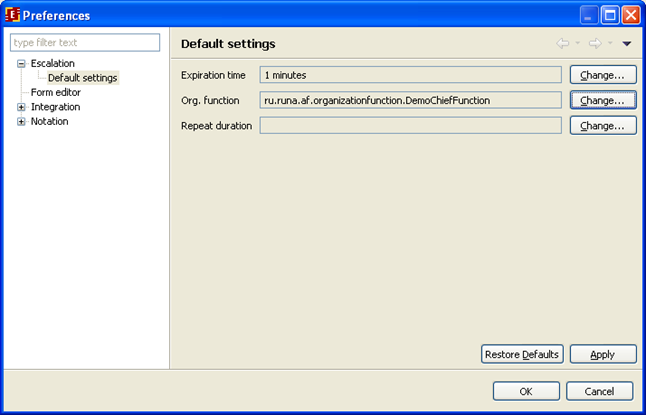 Preferences
type filter text
Escalation
Default settings
Form editor
Integration
Notation
Default settings
Expiration time 1 minutes Change...
Org. function ru.runa.af.organizationfunction.DemoChiefFunction Change...
Repeat duration Change...
Restore Defaults Apply
OK Cancel